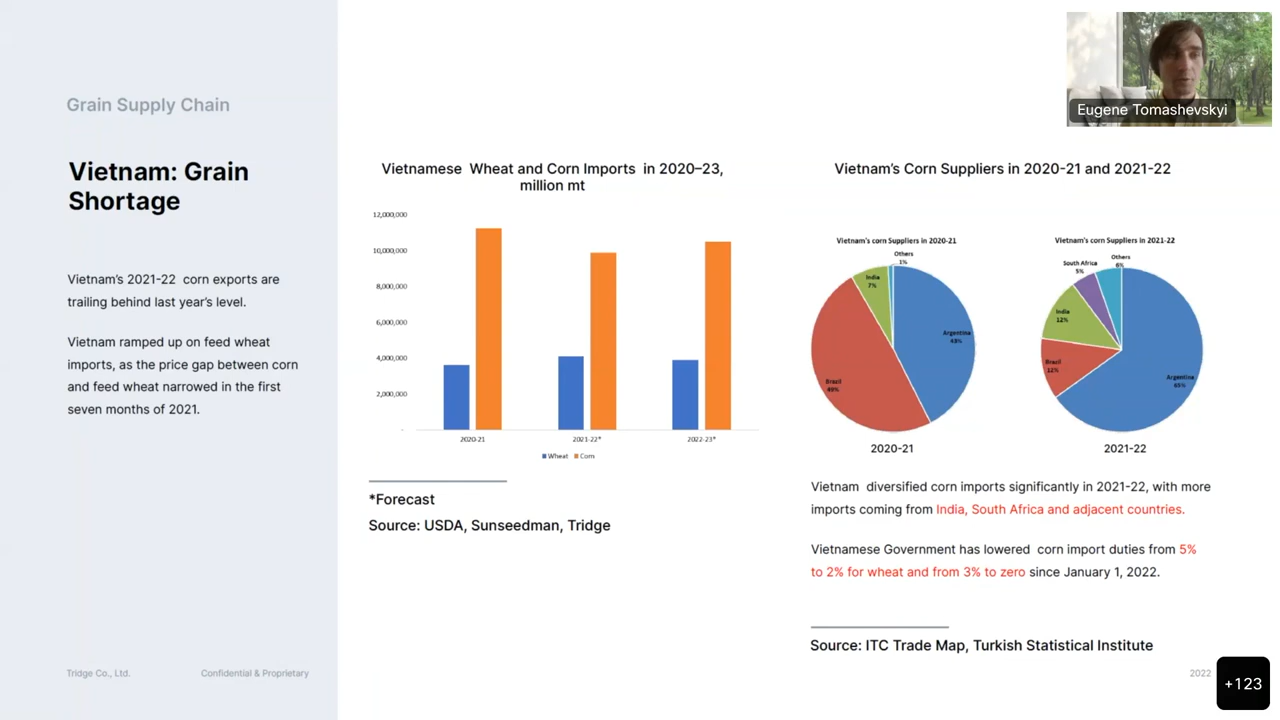 Grain Supply Chain
Vietnam: Grain
Shortage
Vietnam's 2021-22 corn exports are
trailing behind last year's level.
Vietnam ramped up on feed wheat
imports, as the price gap between corn
and feed wheat narrowed in the first
seven months of 2021.
Tridge Co., Ltd.
Confidential & Proprietary
Vietnamese Wheat and Corn Imports in 2020–23,
million mt
12,000,000
10,000,000
8,000,000
6,000,000
4,000,000
2,000,000
-
2020-21
2021-22*
2022-23*
Wheat
Corn
*Forecast
Source: USDA, Sunseedman, Tridge
Eugene Tomashevskyi
Vietnam's Corn Suppliers in 2020-21 and 2021-22
Vietnam's corn Suppliers in 2020-21
Others
1%
India
7%
Argentina
43%
Brazil
49%
2020-21
Vietnam's corn Suppliers in 2021-22
Others
6%
South Africa
5%
India
12%
Brazil
12%
Argentina
65%
2021-22
Vietnam diversified corn imports significantly in 2021-22, with more
imports coming from India, South Africa and adjacent countries.
Vietnamese Government has lowered corn import duties from 5%
to 2% for wheat and from 3% to zero since January 1, 2022.
Source: ITC Trade Map, Turkish Statistical Institute
2022
+123